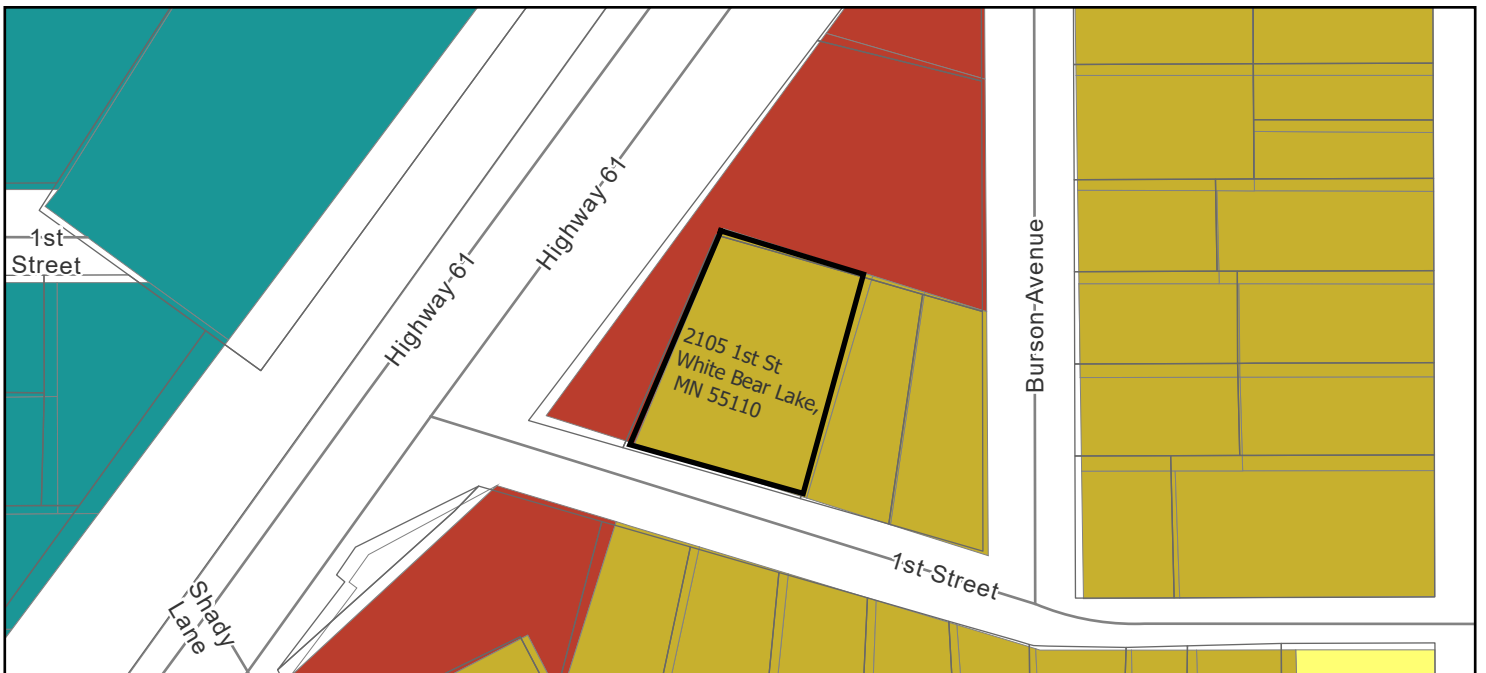 Highway 61
Highway 61
1st
Street
Burson Avenue
2105 1st St
White Bear Lake,
MN 55110
1st Street
Shady
Lane